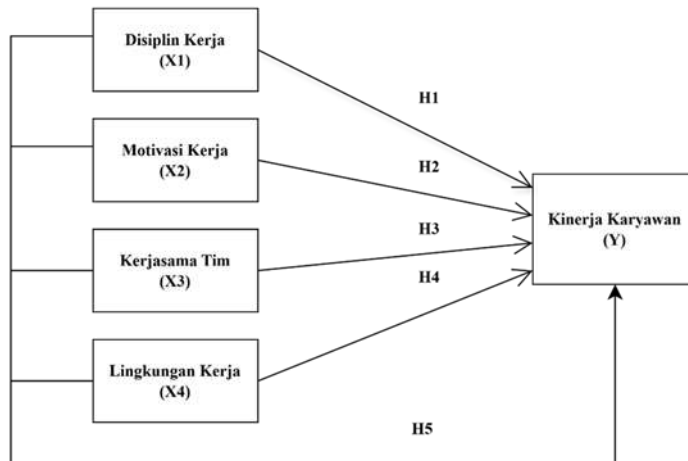 Disiplin Kerja
(X1)
H1
Motivasi Kerja
(X2)
H2
Kinerja Karyawan
(Y)
H3
Kerjasama Tim
(X3)
H4
Lingkungan Kerja
(X4)
H5